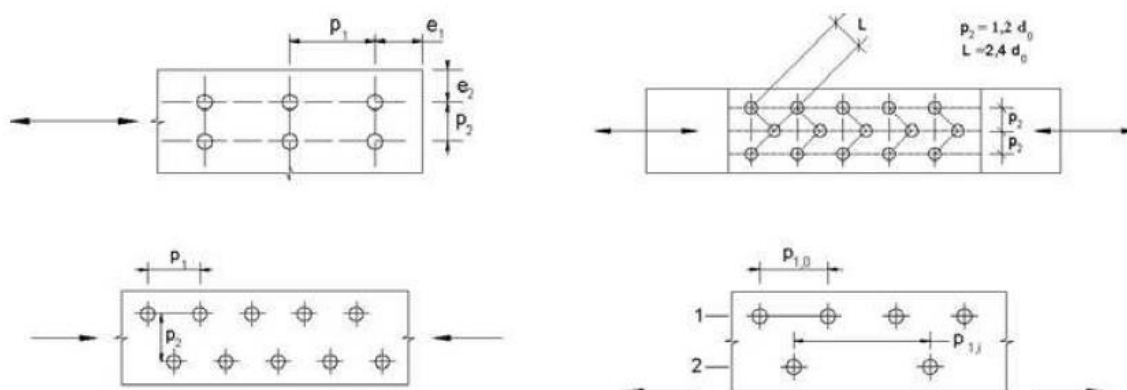 p₁
e₁
e₂
p₂
L
p₂ = 1,2 d₀
L =2,4 d₀
p₂
p₂
p₁
p₂
p₁,₀
1
p₁,ᵢ
2